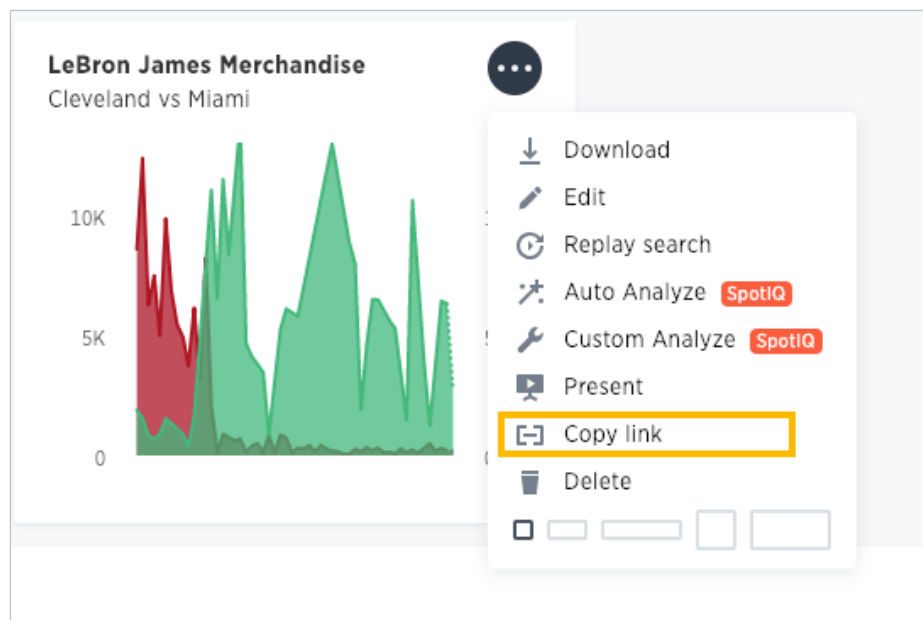 LeBron James Merchandise
Cleveland vs Miami
10K
5K
0
Download
Edit
Replay search
Auto Analyze SpotIQ
Custom Analyze SpotIQ
Present
Copy link
Delete